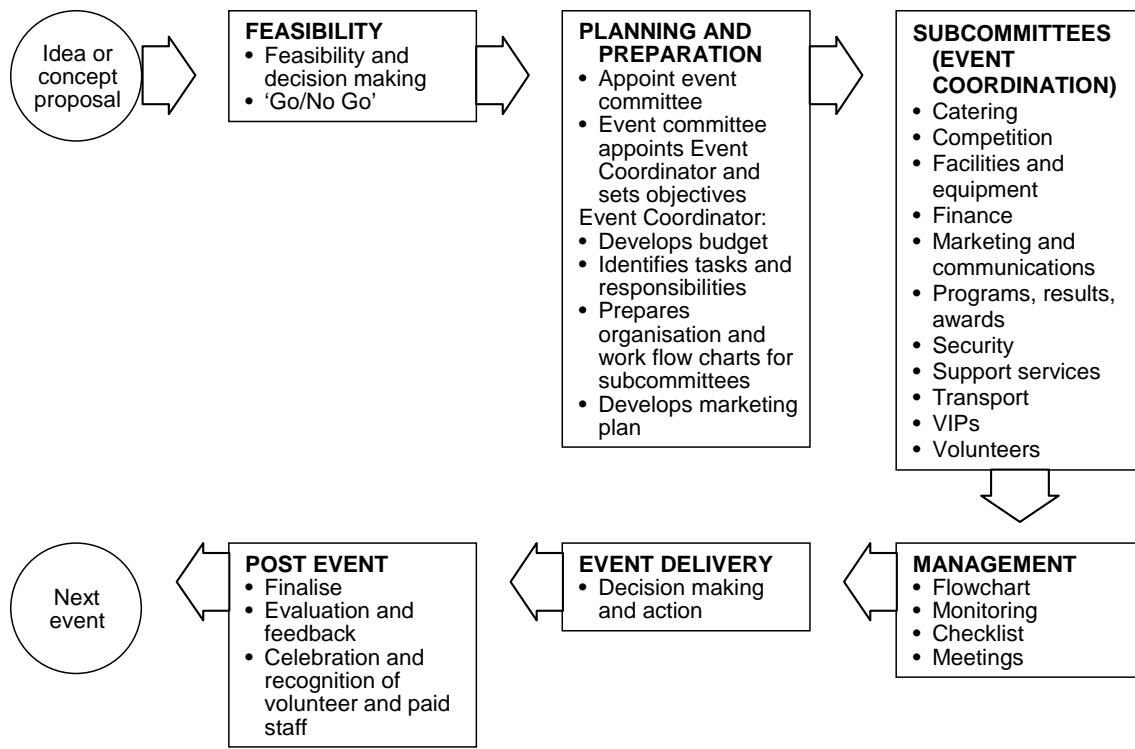 Idea or
concept
proposal
FEASIBILITY
• Feasibility and
decision making
• ‘Go/No Go’
PLANNING AND
PREPARATION
• Appoint event
committee
• Event committee
appoints Event
Coordinator and
sets objectives
Event Coordinator:
• Develops budget
• Identifies tasks and
responsibilities
• Prepares
organisation and
work flow charts for
subcommittees
• Develops marketing
plan
SUBCOMMITTEES
(EVENT
COORDINATION)
• Catering
• Competition
• Facilities and
equipment
• Finance
• Marketing and
communications
• Programs, results,
awards
• Security
• Support services
• Transport
• VIPs
• Volunteers
MANAGEMENT
• Flowchart
• Monitoring
• Checklist
• Meetings
EVENT DELIVERY
• Decision making
and action
POST EVENT
• Finalise
• Evaluation and
feedback
• Celebration and
recognition of
volunteer and paid
staff
Next
event